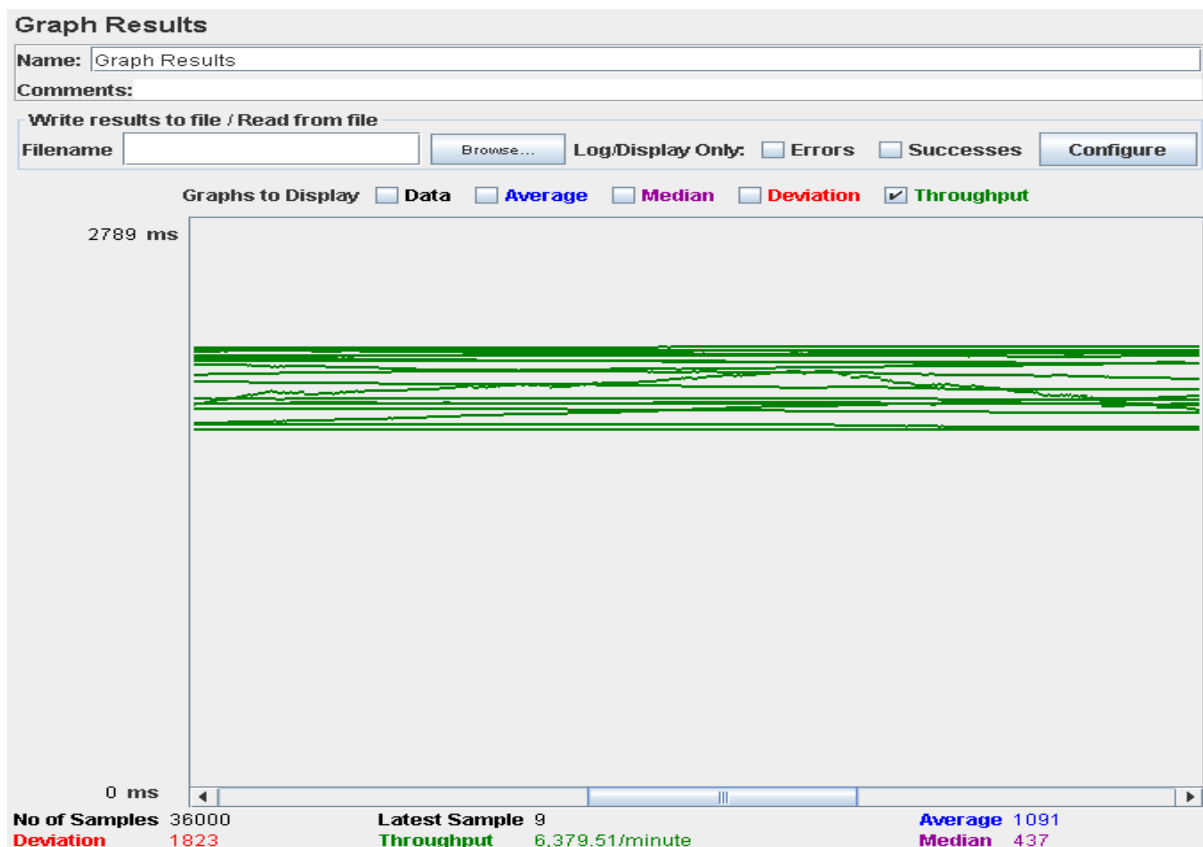 Graph Results
Name: Graph Results
Comments:
Write results to file / Read from file
Filename Browse... Log/Display Only: Errors Successes Configure
Graphs to Display Data Average Median Deviation Throughput
2789 ms
0 ms
No of Samples 36000 Latest Sample 9 Average 1091
Deviation 1823 Throughput 6,379.51/minute Median 437